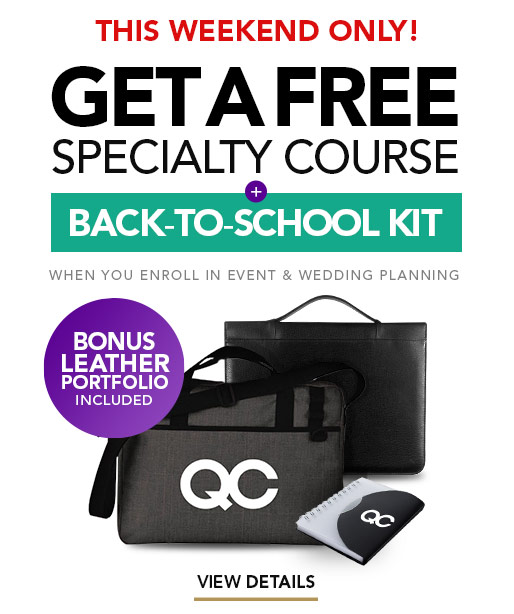 THIS WEEKEND ONLY!
GET A FREE
SPECIALTY COURSE
+
BACK-TO-SCHOOL KIT
WHEN YOU ENROLL IN EVENT & WEDDING PLANNING
BONUS
LEATHER
PORTFOLIO
INCLUDED
QC
QC
VIEW DETAILS